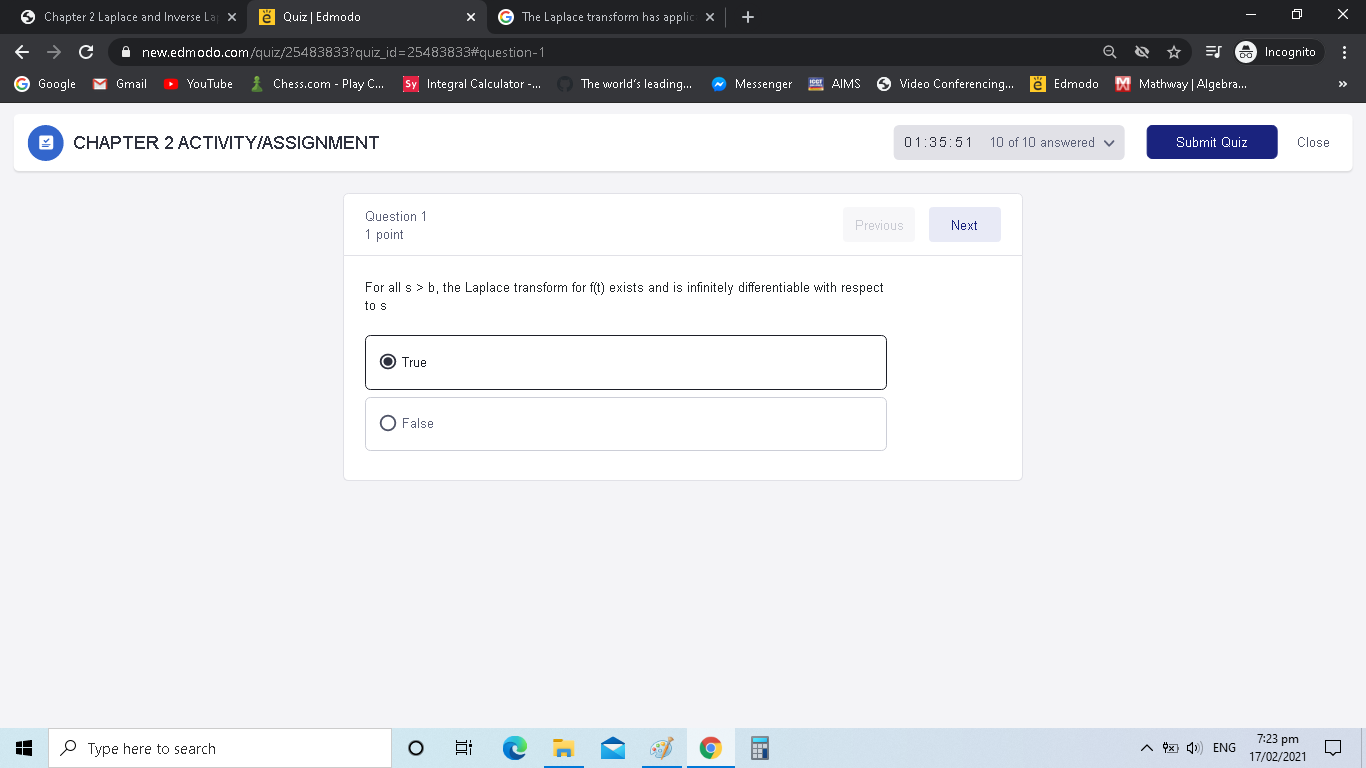 Chapter 2 Laplace and Inverse La
Quiz | Edmodo
The Laplace transform has applic
new.edmodo.com/quiz/25483833?quiz_id=25483833#question-1
Incognito
Google
Gmail
YouTube
Chess.com - Play C...
Sy
Integral Calculator -...
The world's leading...
Messenger
AIMS
Video Conferencing...
Edmodo
Mathway | Algebra...
»
CHAPTER 2 ACTIVITY/ASSIGNMENT
01:35:51
10 of 10 answered
Submit Quiz
Close
Question 1
1 point
Previous
Next
For all s > b, the Laplace transform for f(t) exists and is infinitely differentiable with respect
to s
True
False
Type here to search
ENG
7:23 pm
17/02/2021